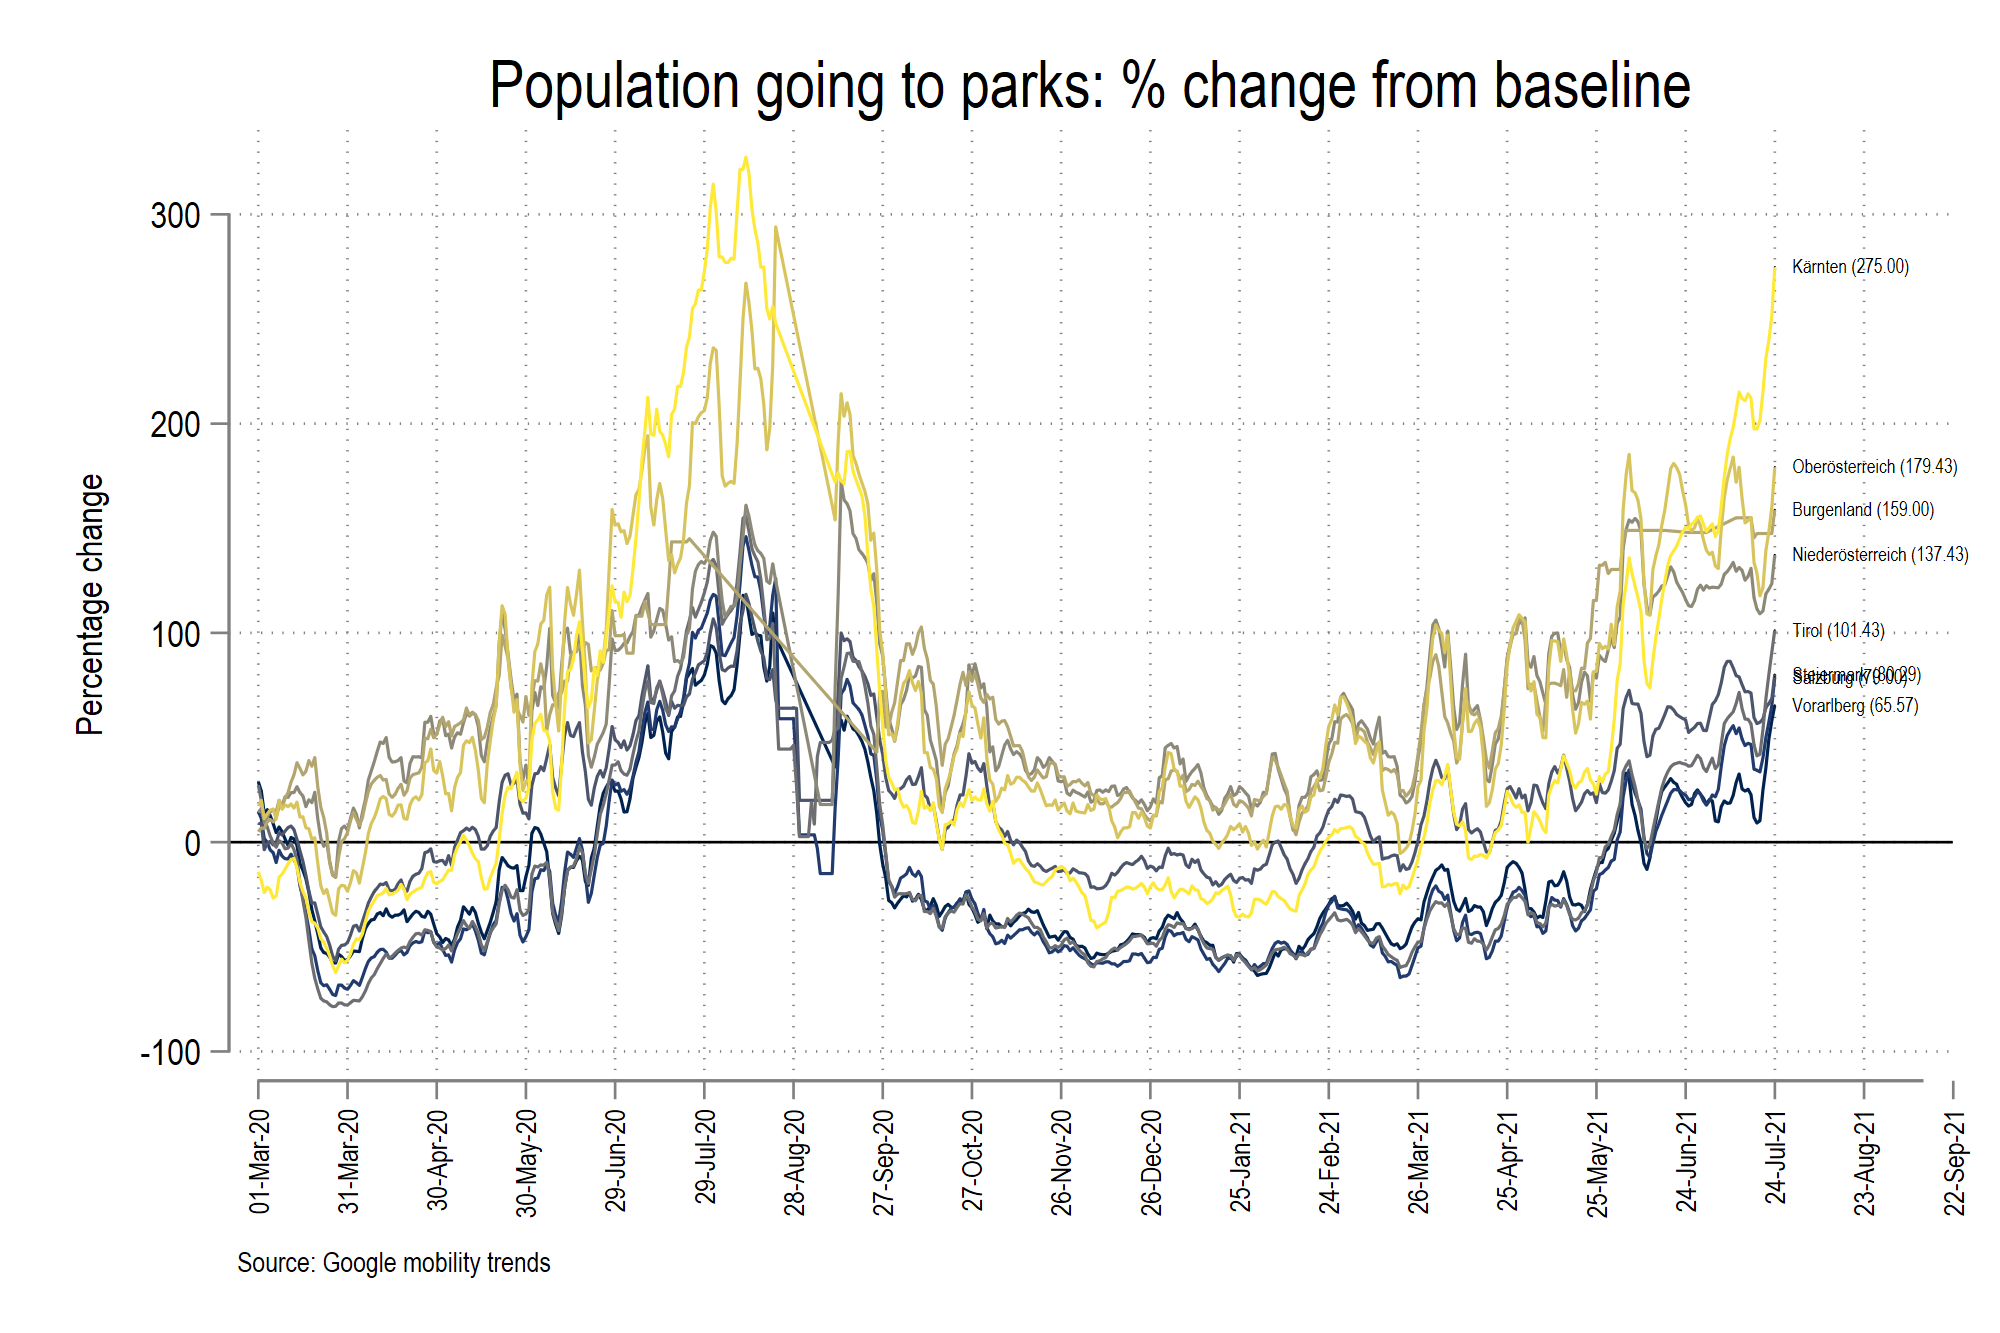 Population going to parks: % change from baseline
Percentage change
300
200
100
0
-100
Kärnten (275.00)
Oberösterreich (179.43)
Burgenland (159.00)
Niederösterreich (137.43)
Tirol (101.43)
Steiermark (80.29)
Salzburg
Vorarlberg (65.57)
01-Mar-20
31-Mar-20
30-Apr-20
30-May-20
29-Jun-20
29-Jul-20
28-Aug-20
27-Sep-20
27-Oct-20
26-Nov-20
26-Dec-20
25-Jan-21
24-Feb-21
26-Mar-21
25-Apr-21
25-May-21
24-Jun-21
24-Jul-21
23-Aug-21
22-Sep-21
Source: Google mobility trends